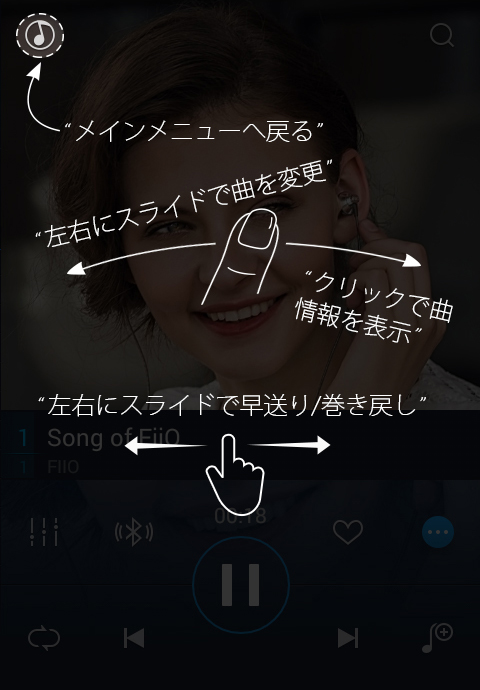 “メインメニューへ戻る”
“左右にスライドで曲を変更”
“クリックで曲
情報を表示”
“左右にスライドで早送り/巻き戻し”
1 Song of FiiO
1 FIIO
00:18